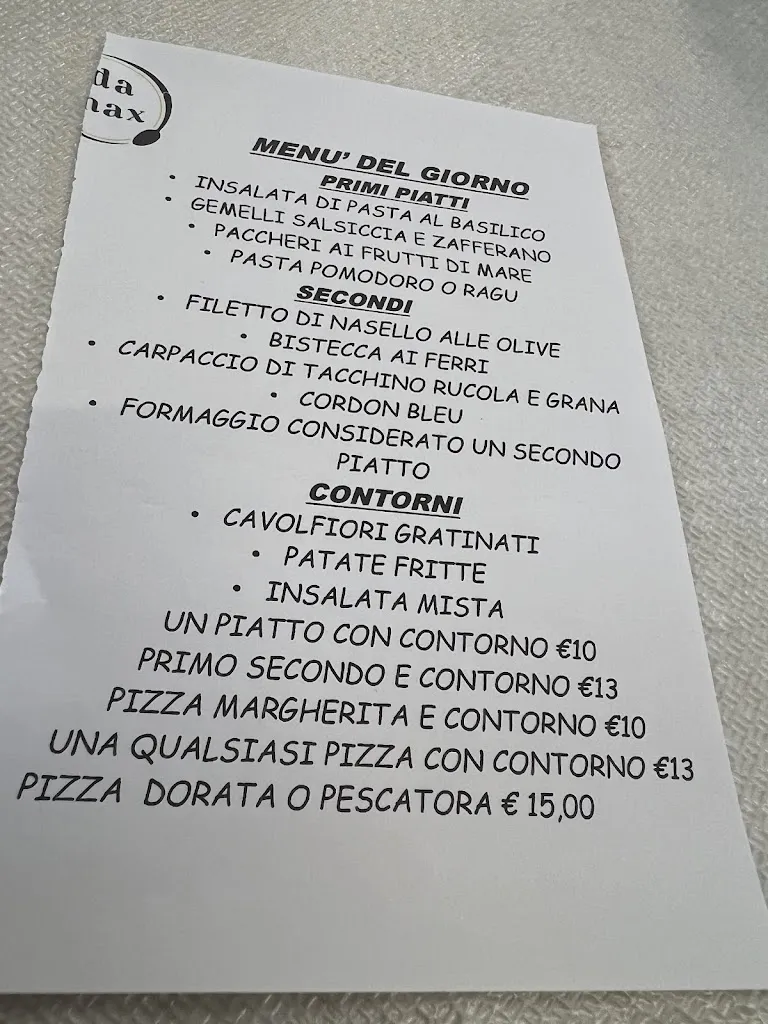 da
MENU' DEL GIORNO
PRIMI PIATTI
• INSALATA DI PASTA AL BASILICO
• GEMELLI SALSICCIA E ZAFFERANO
• PACCHERI AI FRUTTI DI MARE
• PASTA POMODORO O RAGU
SECONDI
• FILETTO DI NASELLO ALLE OLIVE
• BISTECCA AI FERRI
• CARPACCIO DI TACCHINO RUCOLA E GRANA
• CORDON BLEU
• FORMAGGIO CONSIDERATO UN SECONDO
PIATTO
CONTORNI
• CAVOLFIORI GRATINATI
• PATATE FRITTE
• INSALATA MISTA
UN PIATTO CON CONTORNO €10
PRIMO SECONDO E CONTORNO €13
PIZZA MARGHERITA E CONTORNO €10
UNA QUALSIASI PIZZA CON CONTORNO €13
PIZZA DORATA O PESCATORA € 15,00